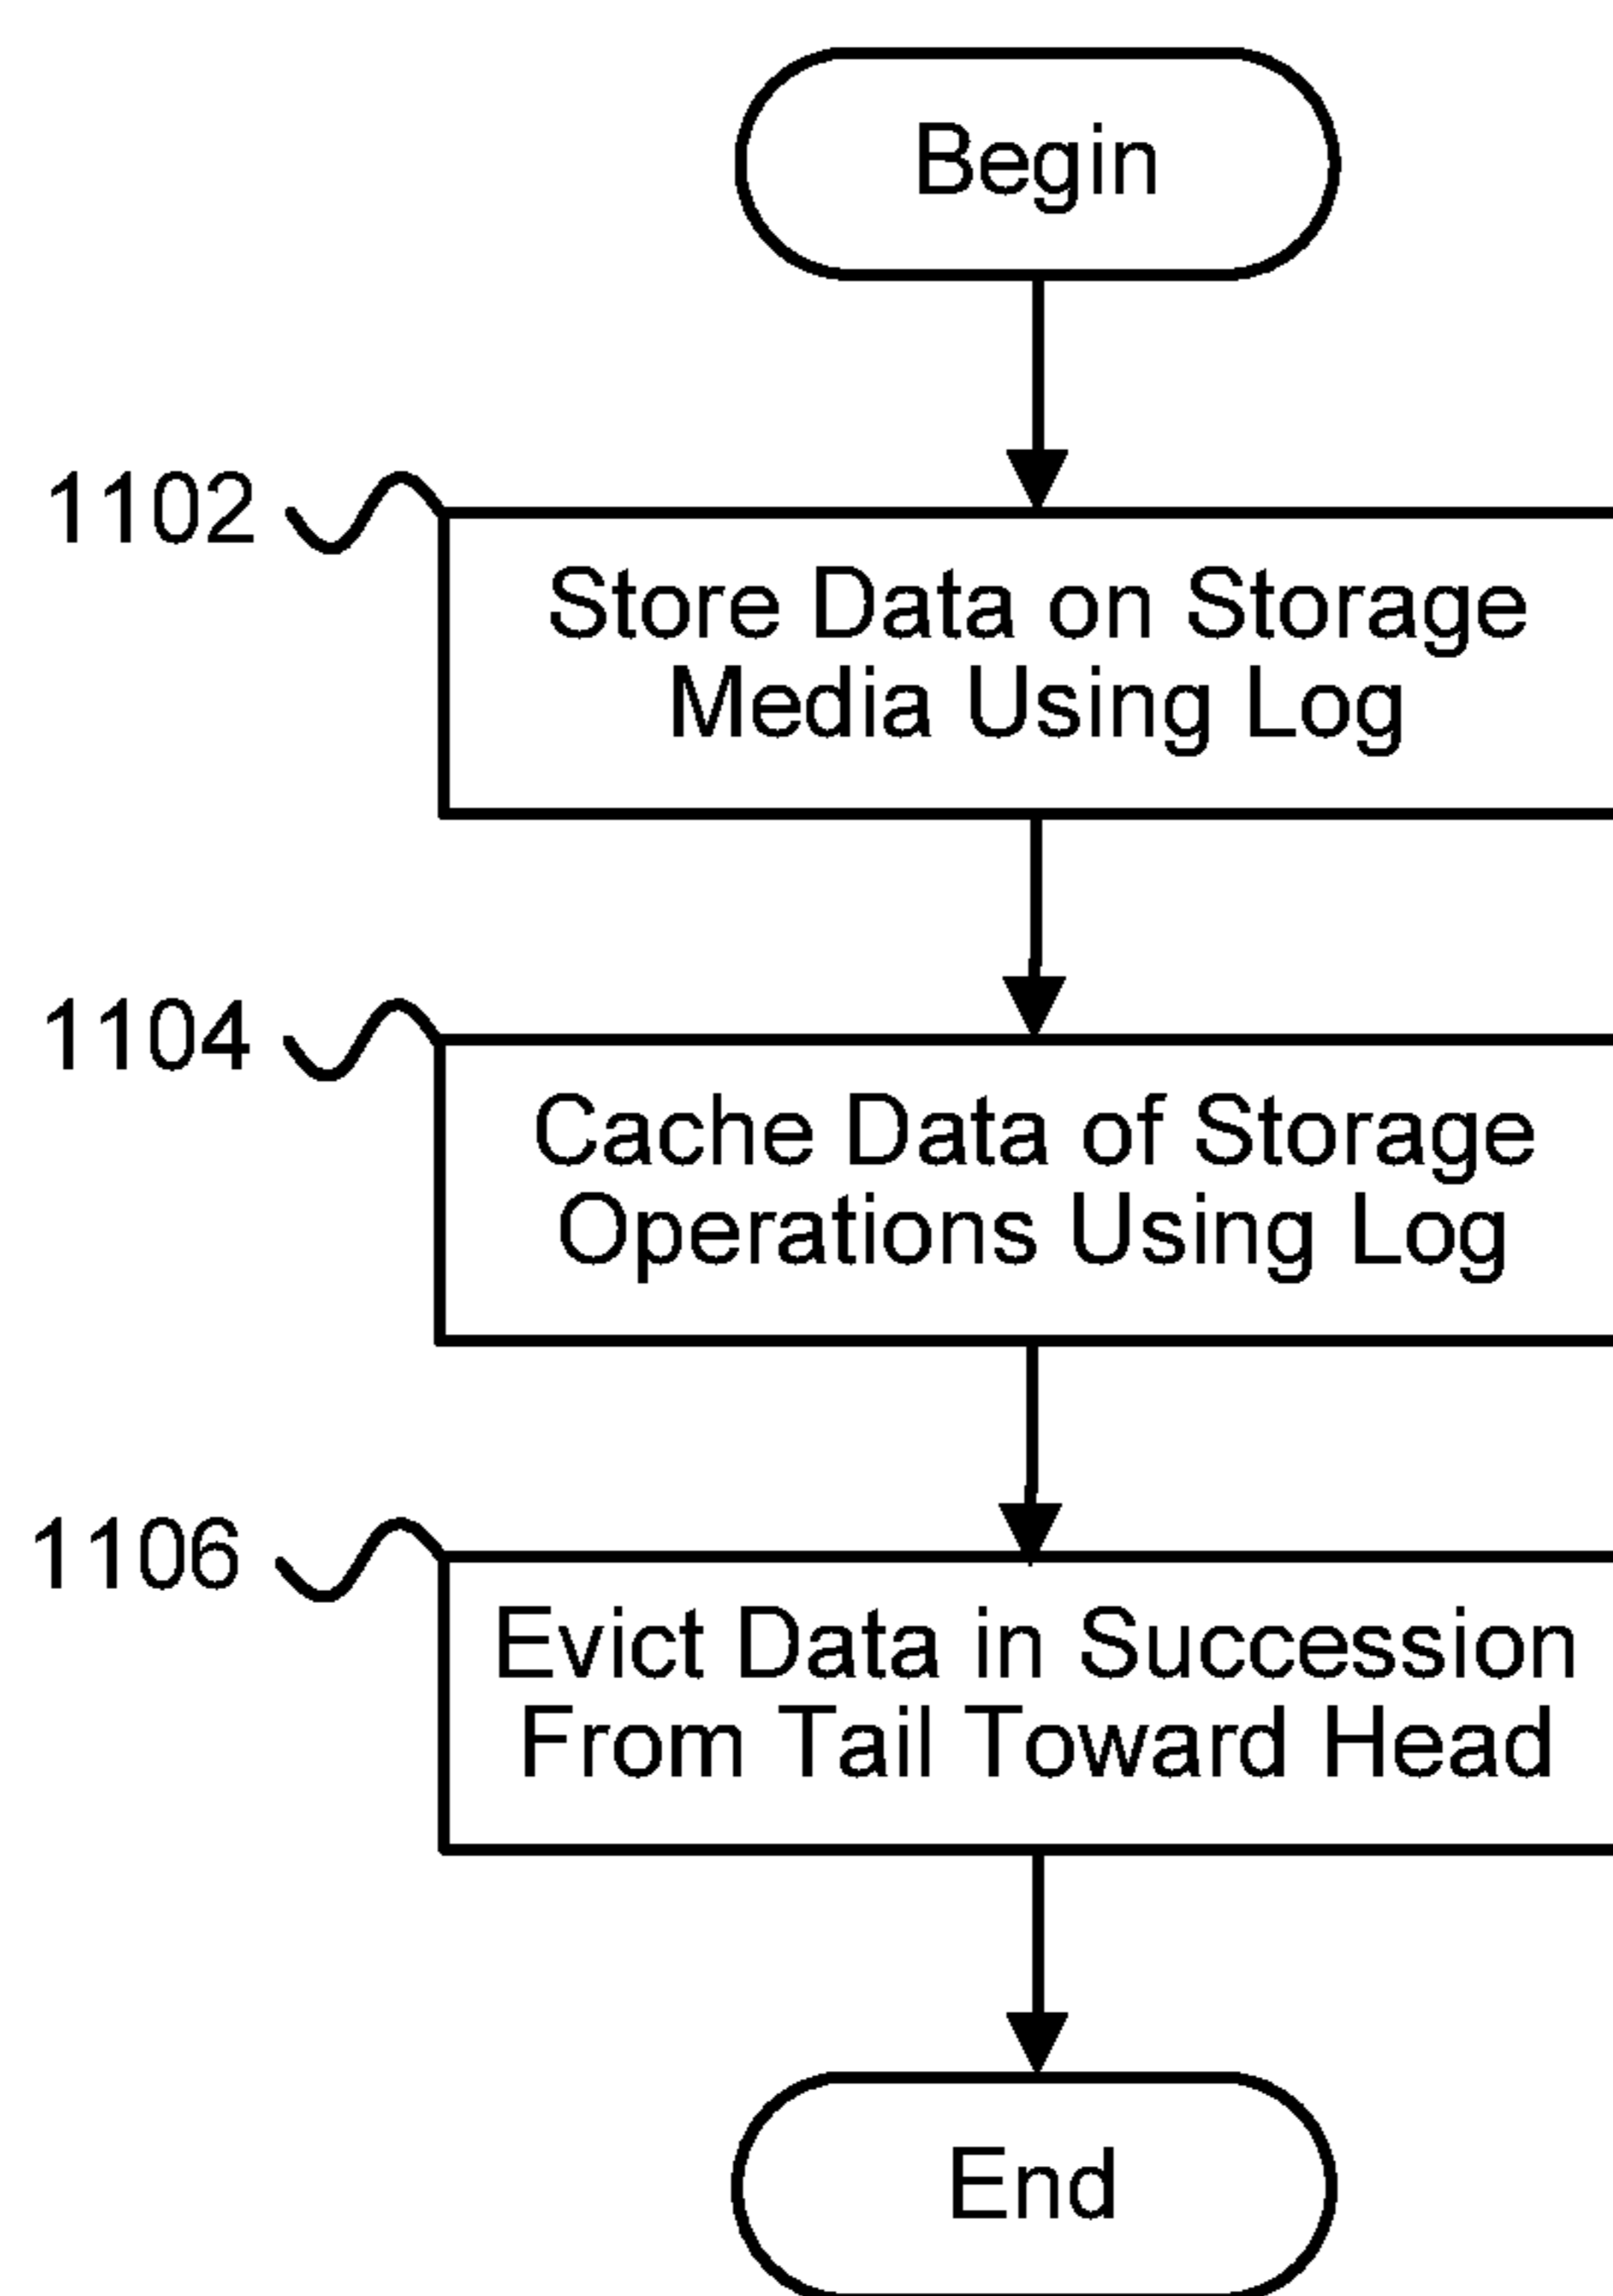 Begin
1102
Store Data on Storage
Media Using Log
1104
Cache Data of Storage
Operations Using Log
1106
Evict Data in Succession
From Tail Toward Head
End